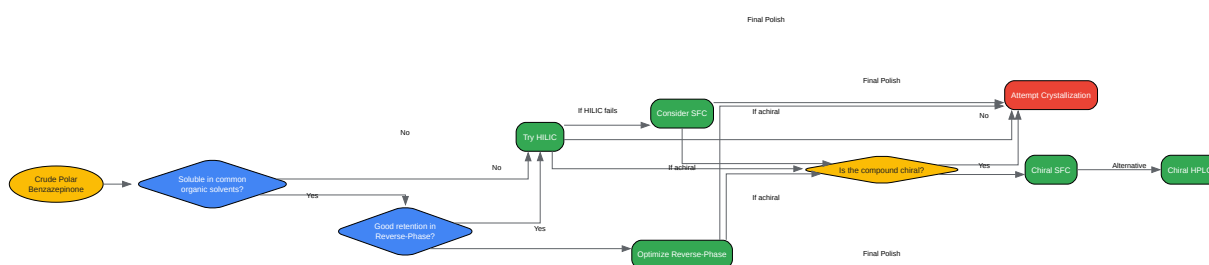 Final Polish
Final Polish
Attempt Crystallization
If HILIC fails
Consider SFC
If achiral
No
No
Try HILIC
No
If achiral
Is the compound chiral?
Yes
Chiral SFC
Alternative
Chiral HPLC
Crude Polar
Benzazepinone
Soluble in common
organic solvents?
Yes
If achiral
Good retention in
Reverse-Phase?
Yes
Optimize Reverse-Phase
Final Polish